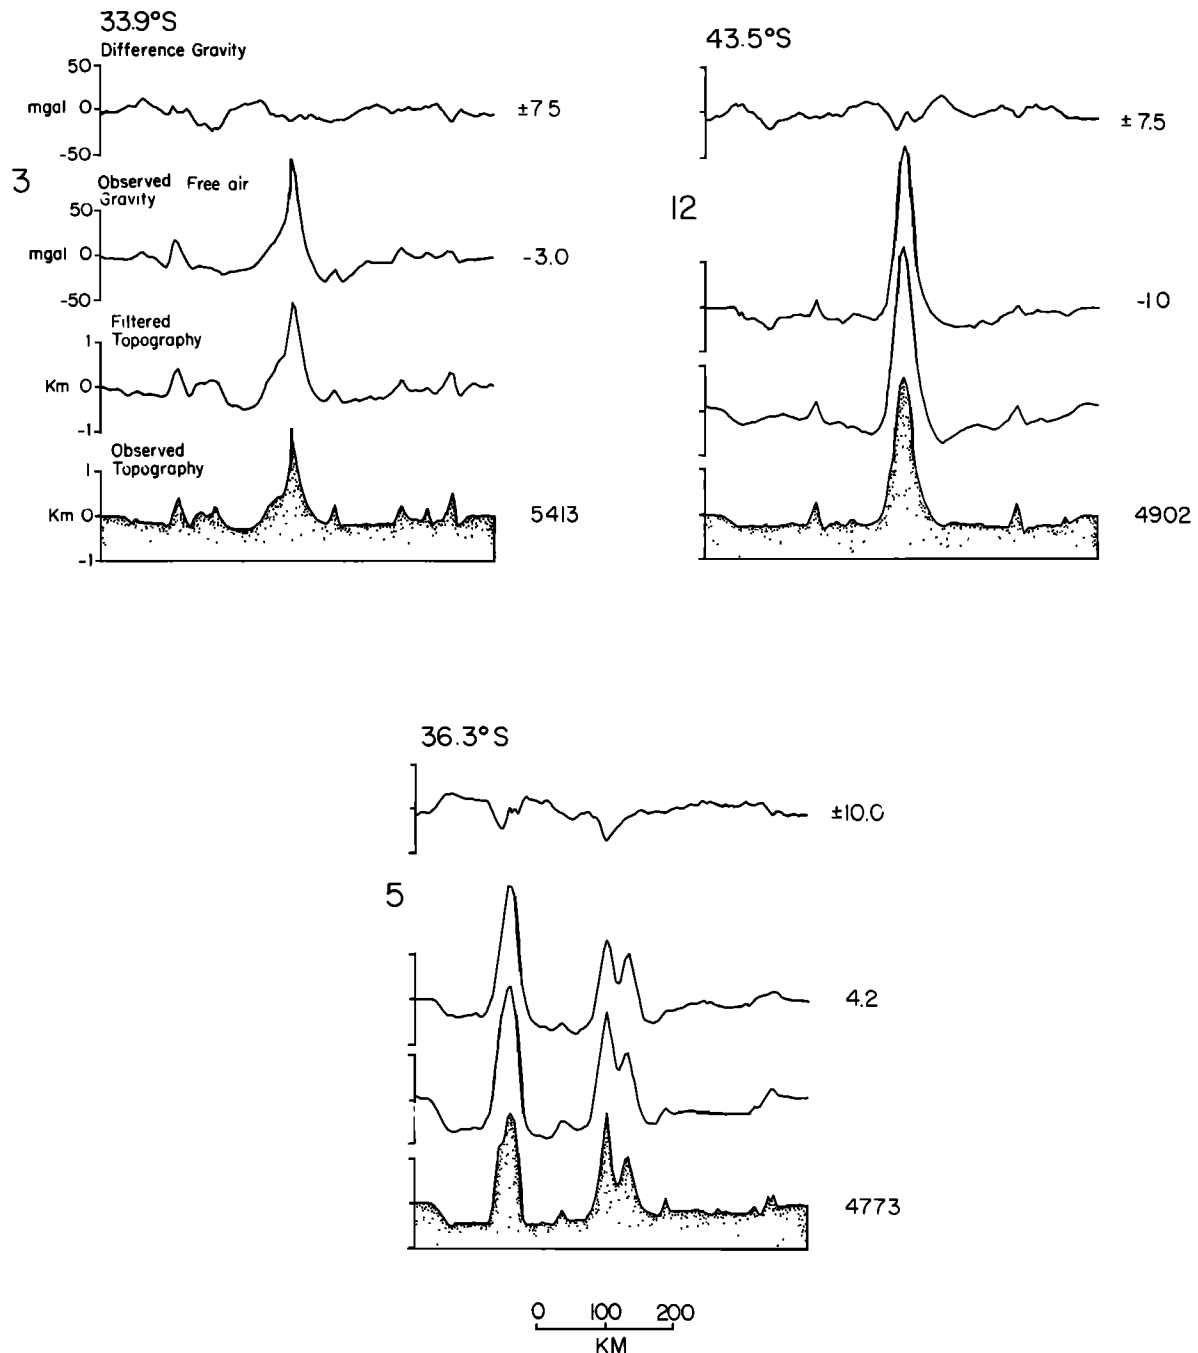 33.9°S
Difference Gravity
50
mgal 0
-50
±75
3
Observed Free air
Gravity
50
mgal 0
-50
-3.0
Filtered
Topography
1
Km 0
-1
Observed
Topography
1
Km 0
-1
5413
43.5°S
±7.5
12
-10
4902
36.3°S
±10.0
5
4.2
4773
0 100 200
KM